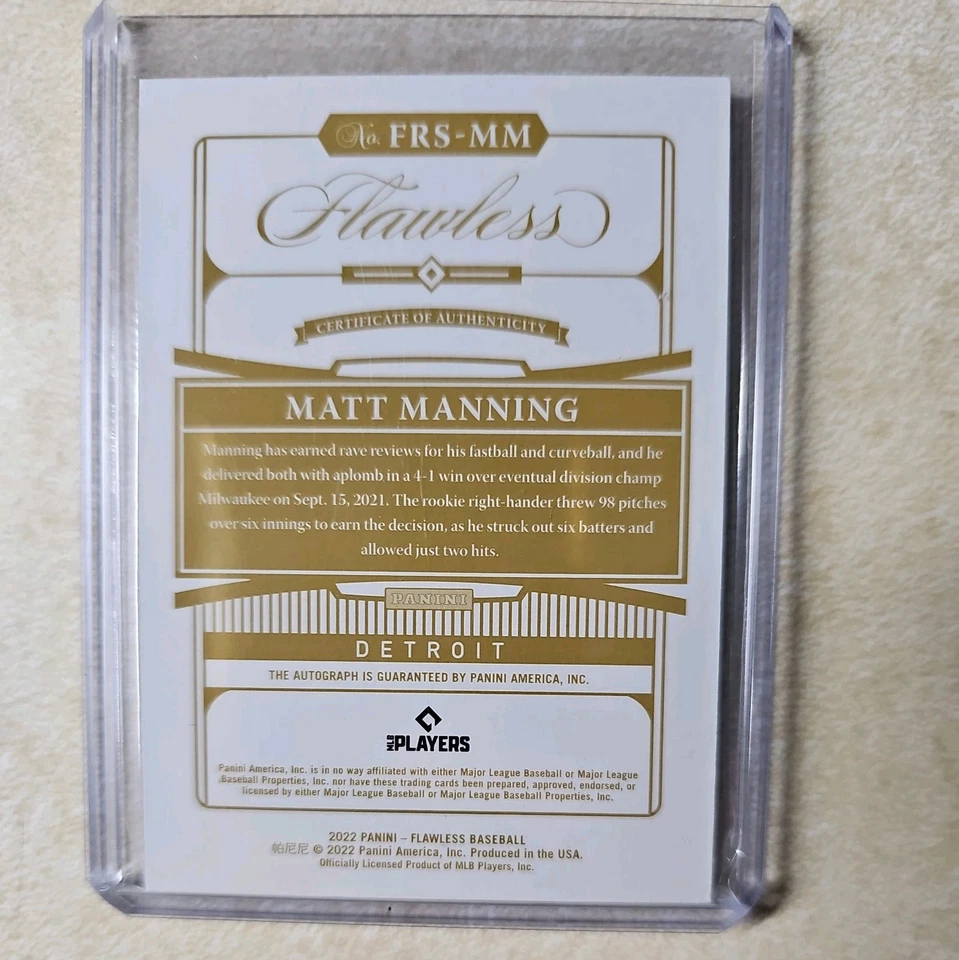 No. FRS-MM
Flawless
CERTIFICATE OF AUTHENTICITY
MATT MANNING
Manning has earned rave reviews for his fastball and curveball, and he
delivered both with aplomb in a 4-1 win over eventual division champ
Milwaukee on Sept. 15, 2021. The rookie right-hander threw 98 pitches
over six innings to earn the decision, as he struck out six batters and
allowed just two hits.
PANINI
DETROIT
THE AUTOGRAPH IS GUARANTEED BY PANINI AMERICA, INC.
MLB PLAYERS
Panini America, Inc. is in no way affiliated with either Major League Baseball or Major League
Baseball Properties, Inc. nor have these trading cards been prepared, approved, endorsed, or
licensed by either Major League Baseball or Major League Baseball Properties, Inc.
2022 PANINI – FLAWLESS BASEBALL
帕尼尼 © 2022 Panini America, Inc. Produced in the USA.
Officially Licensed Product of MLB Players, Inc.